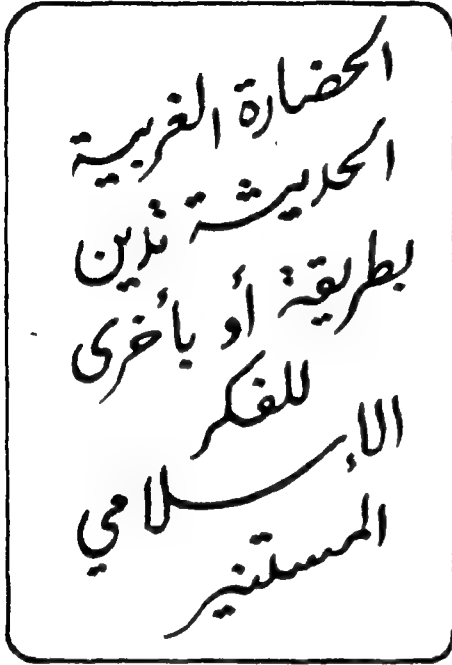 الحضارة الغربية
الحديثة تدين
بطريقة أو بأخرى
للفكر
الإسلامي
المستنير